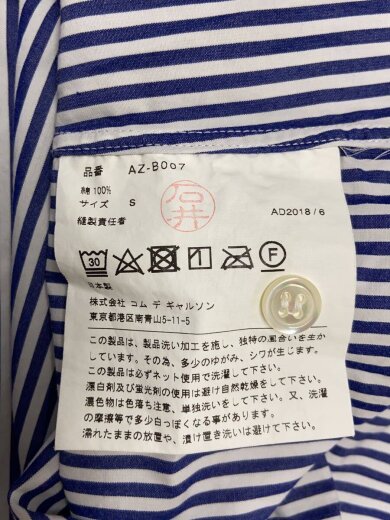 品番 AZ-B007
綿 100%
サイズ S
縫製責任者
石井
AD2018/6
30
F
日本製
株式会社 コム デ ギャルソン
東京都港区南青山5-11-5
この製品は、製品洗い加工を施し、独特の風合いを生か
しています。その為、多少のゆがみ、シワが生じます。
この製品は必ずネット使用で洗濯して下さい。
漂白剤及び蛍光剤の使用は避け自然乾燥をして下さい。
濃色物は色落ち注意、単独洗いをして下さい。又、洗濯
の摩擦等で多少白っぽくなる事があります。
濡れたままの放置や、漬け置き洗いは避けて下さい。